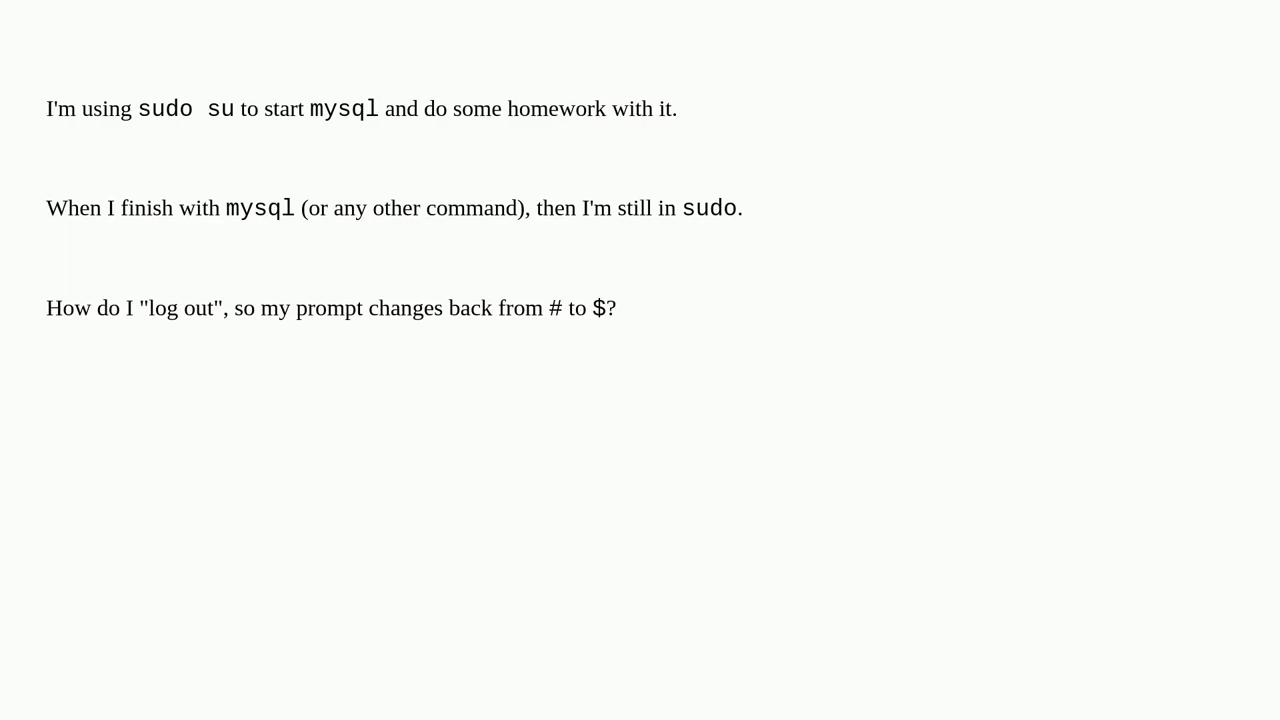 I'm using sudo su to start mysql and do some homework with it.
When I finish with mysql (or any other command), then I'm still in sudo.
How do I "log out", so my prompt changes back from # to $?